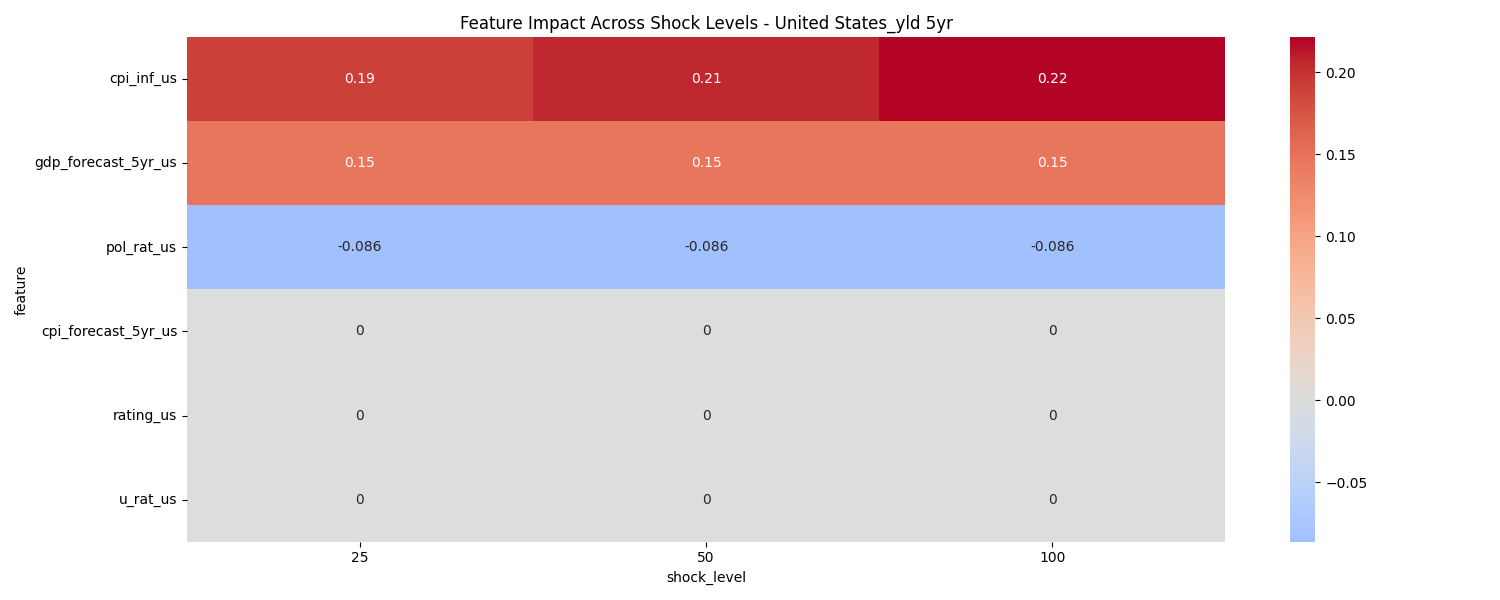 Feature Impact Across Shock Levels - United States_yld 5yr
feature
cpi_inf_us 0.19 0.21 0.22
gdp_forecast_5yr_us 0.15 0.15 0.15
pol_rat_us -0.086 -0.086 -0.086
cpi_forecast_5yr_us 0 0 0
rating_us 0 0 0
u_rat_us 0 0 0
25 50 100
shock_level
0.20
0.15
0.10
0.05
0.00
−0.05